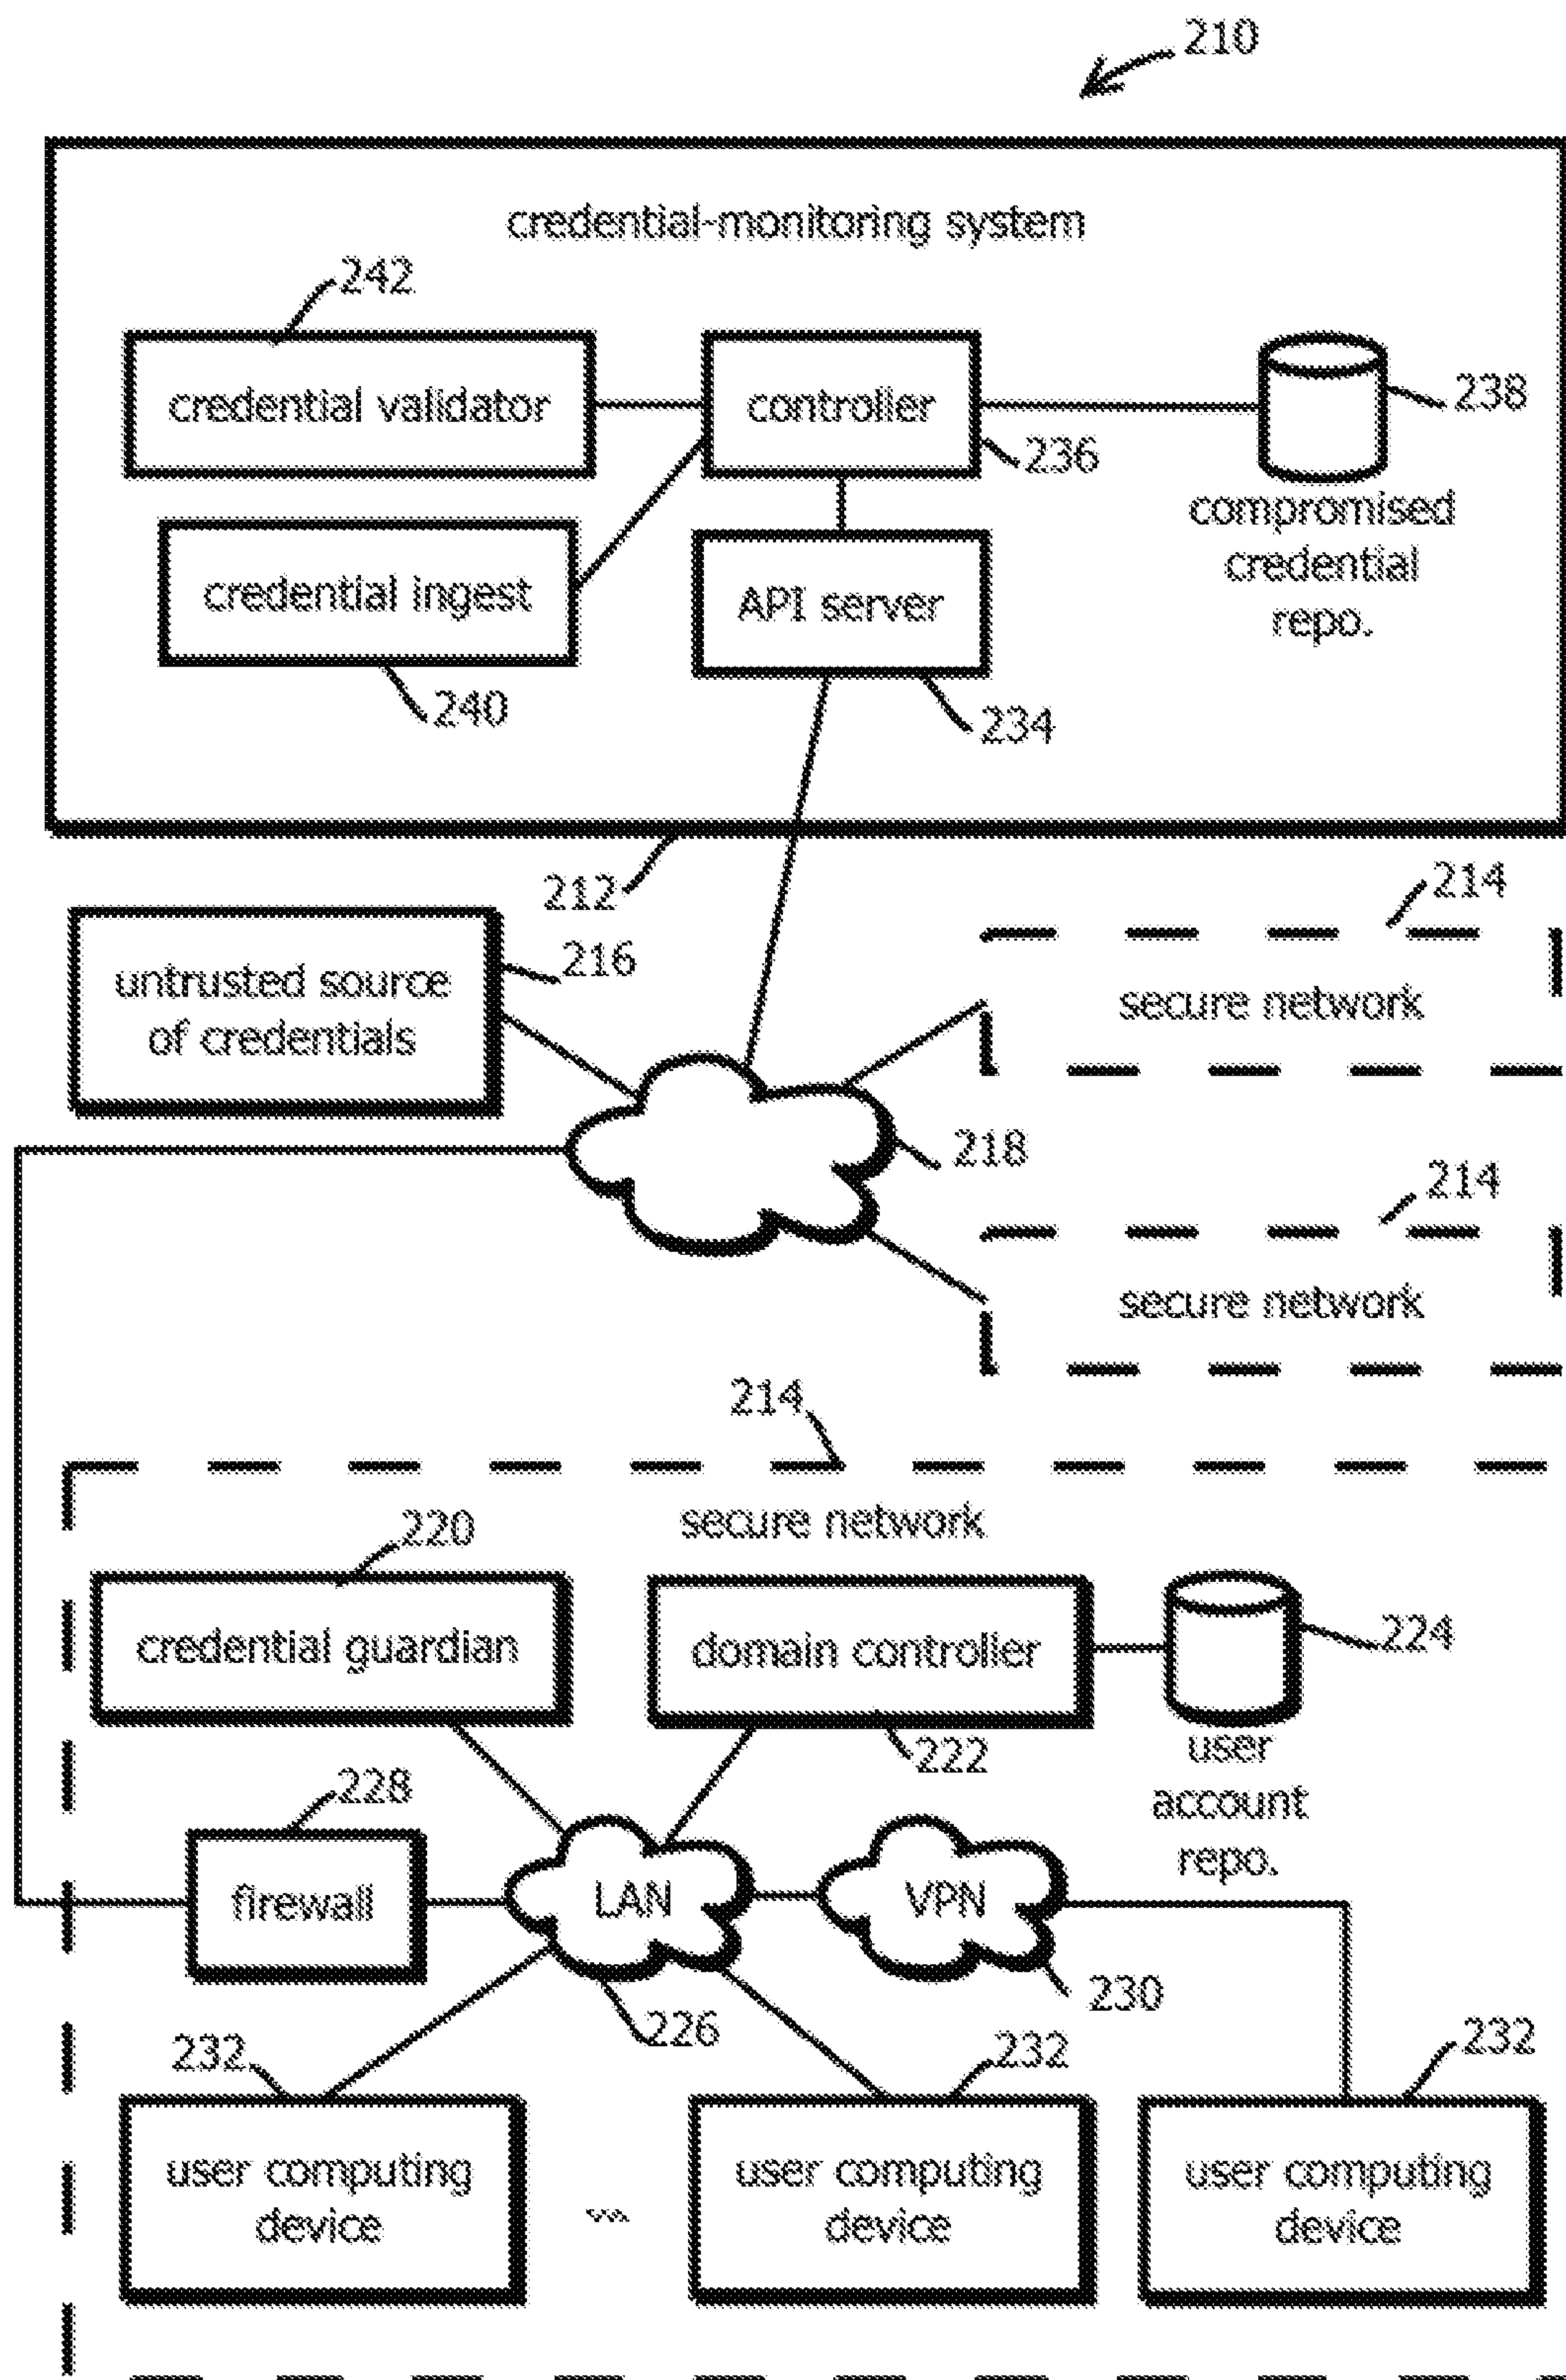 210
credential-monitoring system
242
credential validator
controller
238
236
compromised
credential
repo.
credential ingest
API server
240
234
212
214
untrusted source
of credentials
216
secure network
218
214
secure network
214
secure network
220
credential guardian
domain controller
224
222
user
account
repo.
228
firewall
LAN
VPN
230
226
232
232
232
user computing
device
...
user computing
device
user computing
device